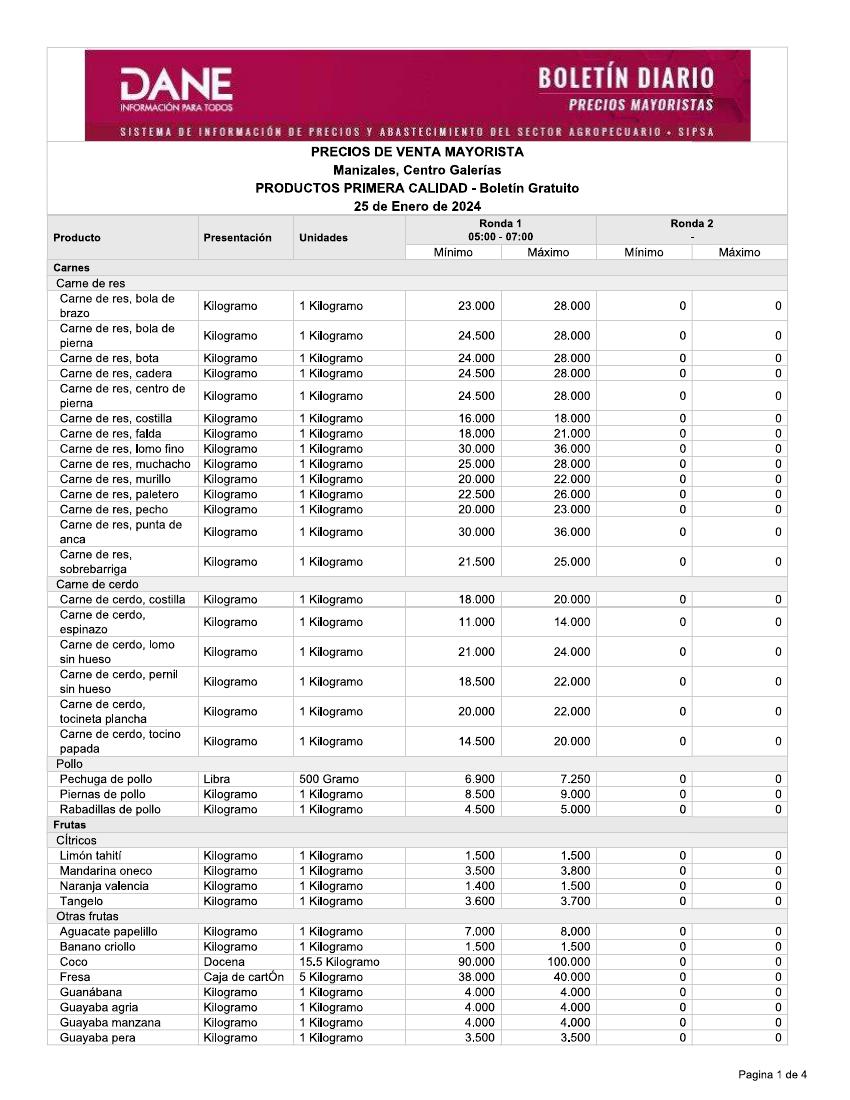 DANE
INFORMACIÓN PARA TODOS
BOLETÍN DIARIO
PRECIOS MAYORISTAS
SISTEMA DE INFORMACIÓN DE PRECIOS Y ABASTECIMIENTO DEL SECTOR AGROPECUARIO • SIPSA
PRECIOS DE VENTA MAYORISTA
Manizales, Centro Galerías
PRODUCTOS PRIMERA CALIDAD - Boletín Gratuito
25 de Enero de 2024
Producto Presentación Unidades Ronda 1 Ronda 2
05:00 - 07:00 -
Mínimo Máximo Mínimo Máximo
Carnes
Carne de res
Carne de res, bola de
brazo Kilogramo 1 Kilogramo 23.000 28.000 0 0
Carne de res, bola de
pierna Kilogramo 1 Kilogramo 24.500 28.000 0 0
Carne de res, bota Kilogramo 1 Kilogramo 24.000 28.000 0 0
Carne de res, cadera Kilogramo 1 Kilogramo 24.500 28.000 0 0
Carne de res, centro de
pierna Kilogramo 1 Kilogramo 24.500 28.000 0 0
Carne de res, costilla Kilogramo 1 Kilogramo 16.000 18.000 0 0
Carne de res, falda Kilogramo 1 Kilogramo 18.000 21.000 0 0
Carne de res, lomo fino Kilogramo 1 Kilogramo 30.000 36.000 0 0
Carne de res, muchacho Kilogramo 1 Kilogramo 25.000 28.000 0 0
Carne de res, murillo Kilogramo 1 Kilogramo 20.000 22.000 0 0
Carne de res, paletero Kilogramo 1 Kilogramo 22.500 26.000 0 0
Carne de res, pecho Kilogramo 1 Kilogramo 20.000 23.000 0 0
Carne de res, punta de
anca Kilogramo 1 Kilogramo 30.000 36.000 0 0
Carne de res,
sobrebarriga Kilogramo 1 Kilogramo 21.500 25.000 0 0
Carne de cerdo
Carne de cerdo, costilla Kilogramo 1 Kilogramo 18.000 20.000 0 0
Carne de cerdo,
espinazo Kilogramo 1 Kilogramo 11.000 14.000 0 0
Carne de cerdo, lomo
sin hueso Kilogramo 1 Kilogramo 21.000 24.000 0 0
Carne de cerdo, pernil
sin hueso Kilogramo 1 Kilogramo 18.500 22.000 0 0
Carne de cerdo,
tocineta plancha Kilogramo 1 Kilogramo 20.000 22.000 0 0
Carne de cerdo, tocino
papada Kilogramo 1 Kilogramo 14.500 20.000 0 0
Pollo
Pechuga de pollo Libra 500 Gramo 6.900 7.250 0 0
Piernas de pollo Kilogramo 1 Kilogramo 8.500 9.000 0 0
Rabadillas de pollo Kilogramo 1 Kilogramo 4.500 5.000 0 0
Frutas
CÍtricos
Limón tahití Kilogramo 1 Kilogramo 1.500 1.500 0 0
Mandarina oneco Kilogramo 1 Kilogramo 3.500 3.800 0 0
Naranja valencia Kilogramo 1 Kilogramo 1.400 1.500 0 0
Tangelo Kilogramo 1 Kilogramo 3.600 3.700 0 0
Otras frutas
Aguacate papelillo Kilogramo 1 Kilogramo 7.000 8.000 0 0
Banano criollo Kilogramo 1 Kilogramo 1.500 1.500 0 0
Coco Docena 15.5 Kilogramo 90.000 100.000 0 0
Fresa Caja de cartÓn 5 Kilogramo 38.000 40.000 0 0
Guanábana Kilogramo 1 Kilogramo 4.000 4.000 0 0
Guayaba agria Kilogramo 1 Kilogramo 4.000 4.000 0 0
Guayaba manzana Kilogramo 1 Kilogramo 4.000 4.000 0 0
Guayaba pera Kilogramo 1 Kilogramo 3.500 3.500 0 0
Pagina 1 de 4